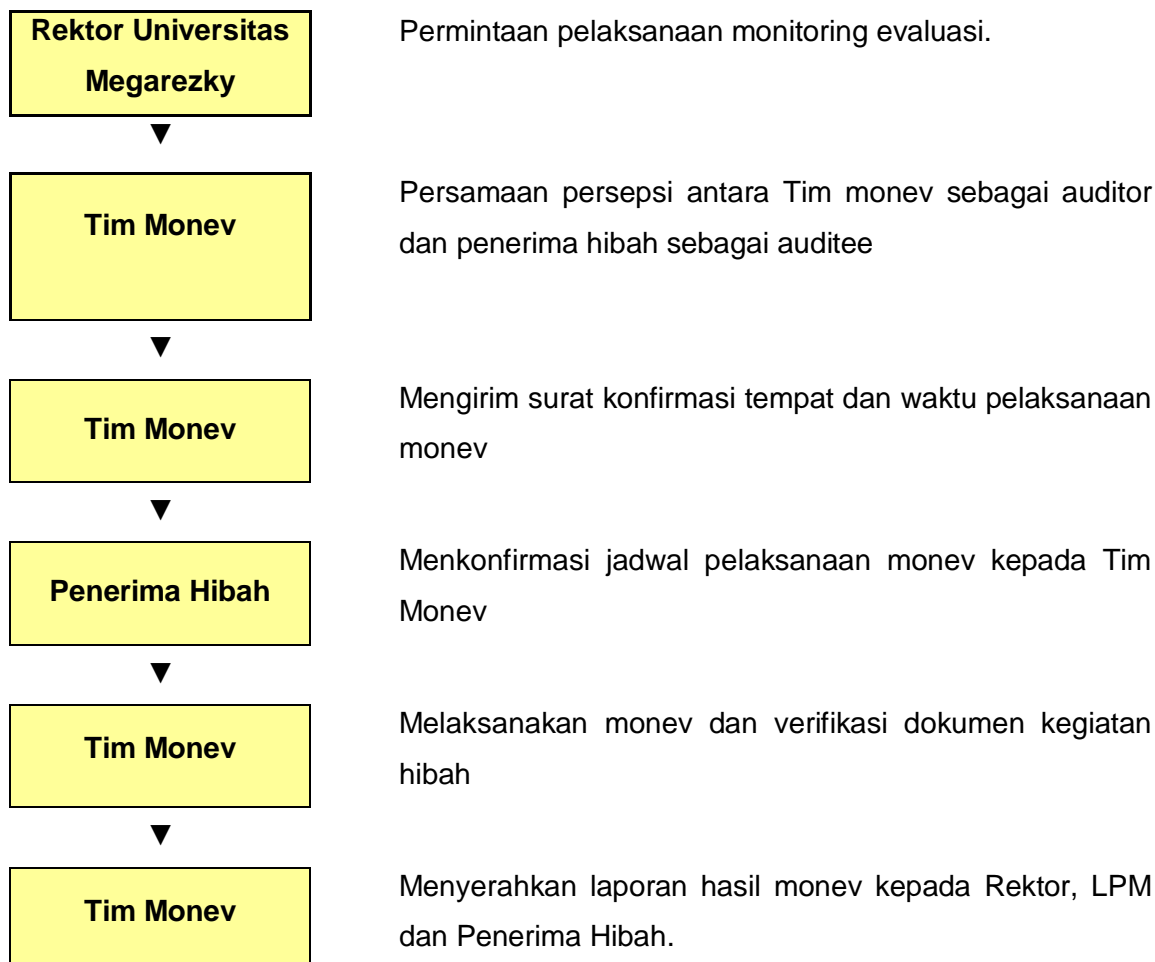 Rektor Universitas
Megarezky
Permintaan pelaksanaan monitoring evaluasi.
Tim Monev
Persamaan persepsi antara Tim monev sebagai auditor
dan penerima hibah sebagai auditee
Tim Monev
Mengirim surat konfirmasi tempat dan waktu pelaksanaan
monev
Penerima Hibah
Menkonfirmasi jadwal pelaksanaan monev kepada Tim
Monev
Tim Monev
Melaksanakan monev dan verifikasi dokumen kegiatan
hibah
Tim Monev
Menyerahkan laporan hasil monev kepada Rektor, LPM
dan Penerima Hibah.